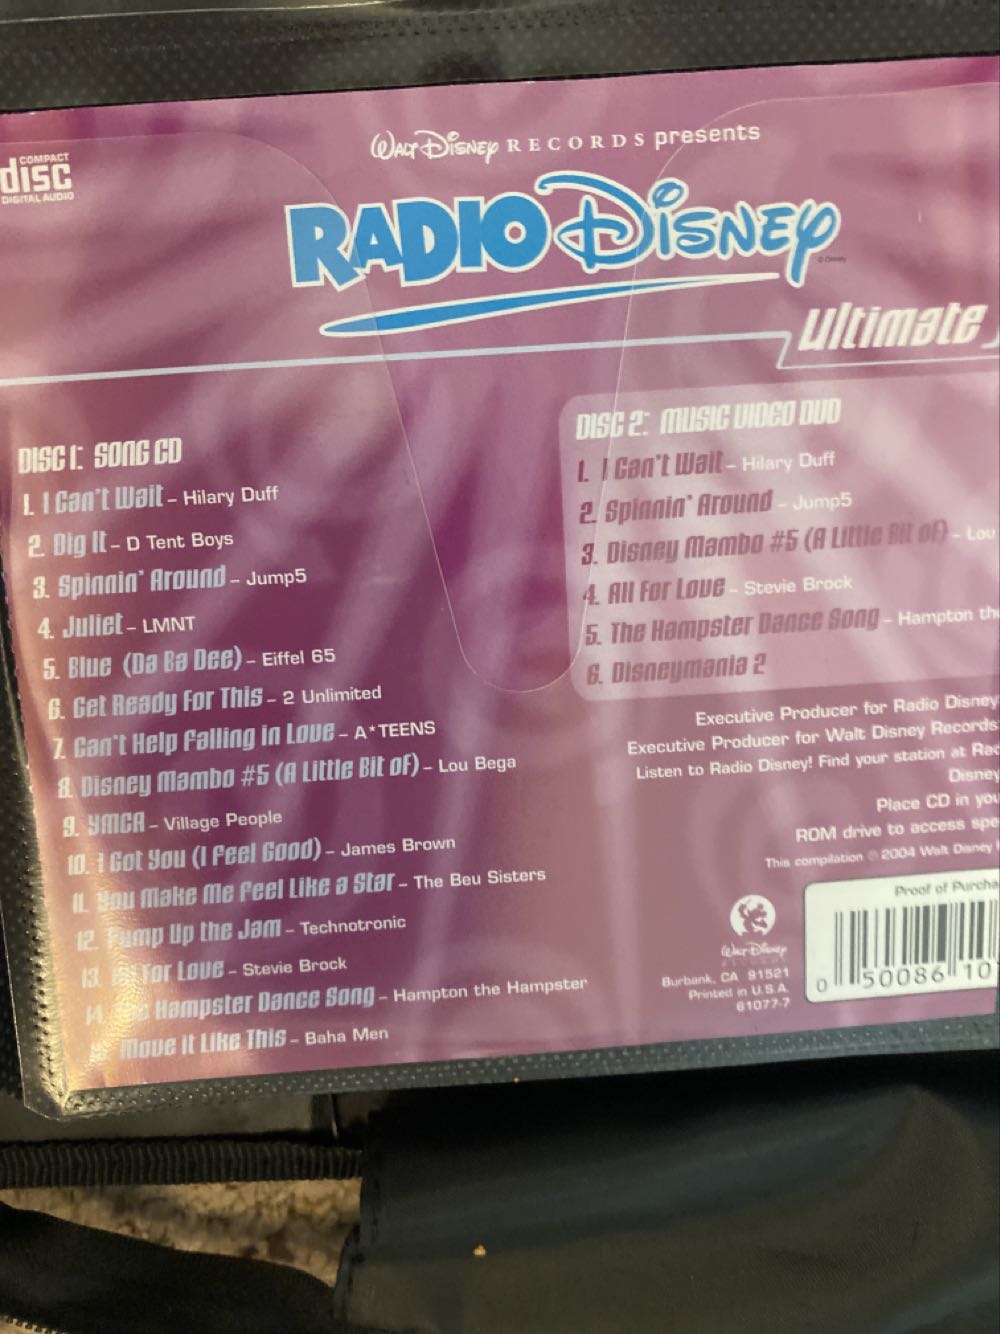 COMPACT
disc
DIGITAL AUDIO
WALT DISNEY RECORDS presents
RADIO DISNEY
© Disney
ultimate
DISC 1: SONG CD
1. I Can't Wait – Hilary Duff
2. Dig It – D Tent Boys
3. Spinnin' Around – Jump5
4. Juliet – LMNT
5. Blue (Da Ba Dee) – Eiffel 65
6. Get Ready For This – 2 Unlimited
7. Can't Help Falling in Love – A*TEENS
8. Disney Mambo #5 (A Little Bit of) – Lou Bega
9. YMCA – Village People
10. I Got You (I Feel Good) – James Brown
11. You Make Me Feel Like a Star – The Beu Sisters
12. Pump Up the Jam – Technotronic
13. All For Love – Stevie Brock
14. The Hampster Dance Song – Hampton the Hampster
Move It Like This – Baha Men
DISC 2: MUSIC VIDEO DVD
1. I Can't Wait – Hilary Duff
2. Spinnin' Around – Jump5
3. Disney Mambo #5 (A Little Bit of) – Lou
4. All For Love – Stevie Brock
5. The Hampster Dance Song – Hampton th
6. Disneymania 2
Executive Producer for Radio Disney
Executive Producer for Walt Disney Records
Listen to Radio Disney! Find your station at Rad
Disney
Place CD in you
ROM drive to access spe
This compilation © 2004 Walt Disney
Proof of Purcha
0 50086 10
Walt Disney
RECORDS
Burbank, CA 91521
Printed in U.S.A.
61077-7